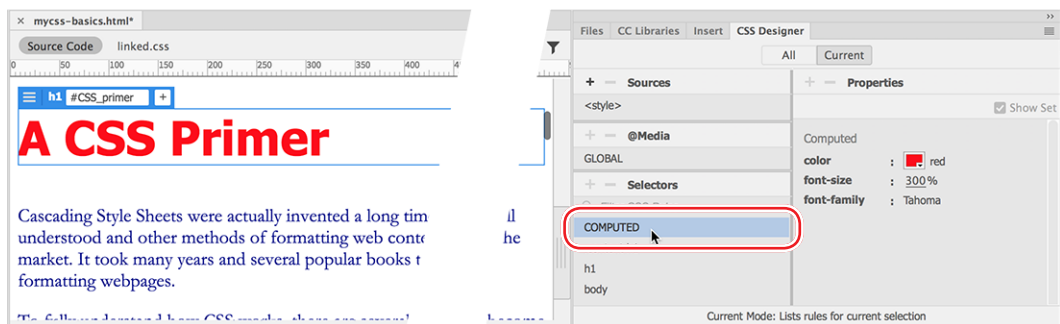 mycss-basics.html*
Source Code linked.css
0 50 100 150 200 250 300 350 400
h1 #CSS_primer +
A CSS Primer
Cascading Style Sheets were actually invented a long
understood and other methods of formatting web he
market. It took many years and several popular books
formatting webpages.
Files CC Libraries Insert CSS Designer
All Current
+ − Sources
<style>
+ − @Media
GLOBAL
+ − Selectors
COMPUTED
h1
body
+ − Properties
Show Set
Computed
color : red
font-size : 300 %
font-family : Tahoma
Current Mode: Lists rules for current selection